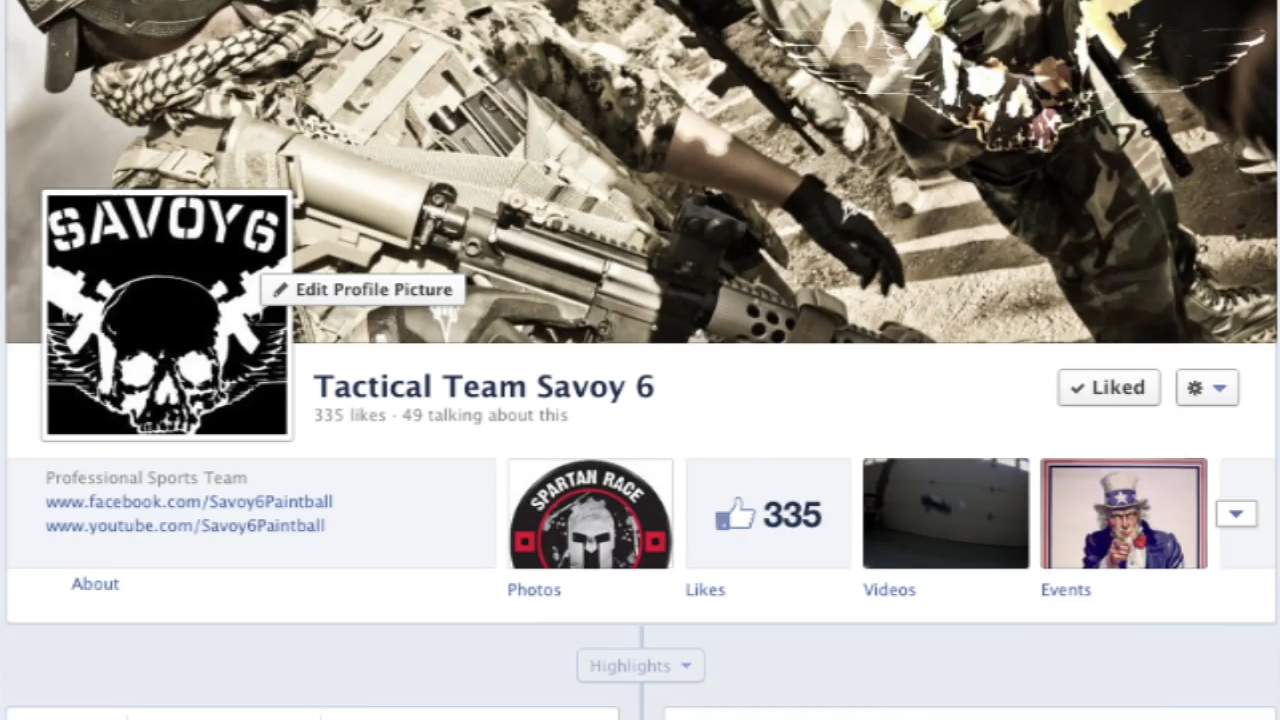 SAVOY6
Edit Profile Picture
Tactical Team Savoy 6
335 likes · 49 talking about this
Liked
Professional Sports Team
www.facebook.com/Savoy6Paintball
www.youtube.com/Savoy6Paintball
SPARTAN RACE
335
About
Photos
Likes
Videos
Events
Highlights